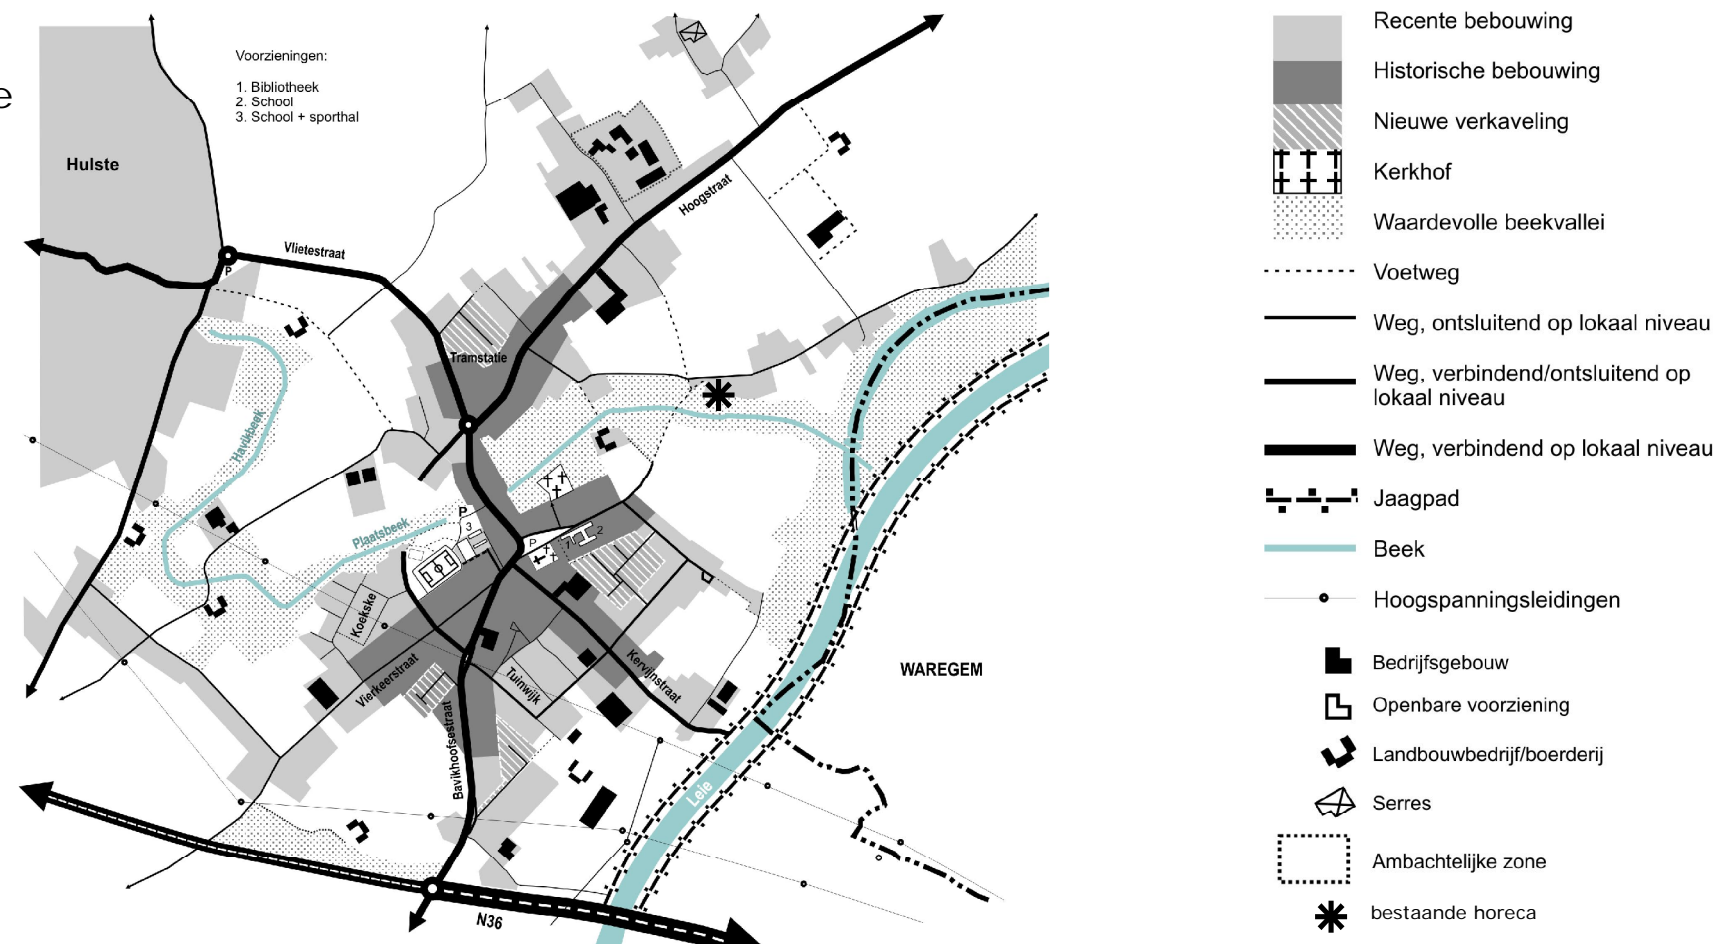 e
Voorzieningen:
1. Bibliotheek
2. School
3. School + sporthal
Hulste
Vlietestraat
P
Hoogstraat
Tramstatie
Havikbeek
Plaatsbeek
P
3
P
1
2
Koekske
Vierkeerstraat
Tuinwijk
Kervijnstraat
Bavikhoofsestraat
WAREGEM
Leie
N36
Recente bebouwing
Historische bebouwing
Nieuwe verkaveling
Kerkhof
Waardevolle beekvallei
Voetweg
Weg, ontsluitend op lokaal niveau
Weg, verbindend/ontsluitend op
lokaal niveau
Weg, verbindend op lokaal niveau
Jaagpad
Beek
Hoogspanningsleidingen
Bedrijfsgebouw
Openbare voorziening
Landbouwbedrijf/boerderij
Serres
Ambachtelijke zone
bestaande horeca